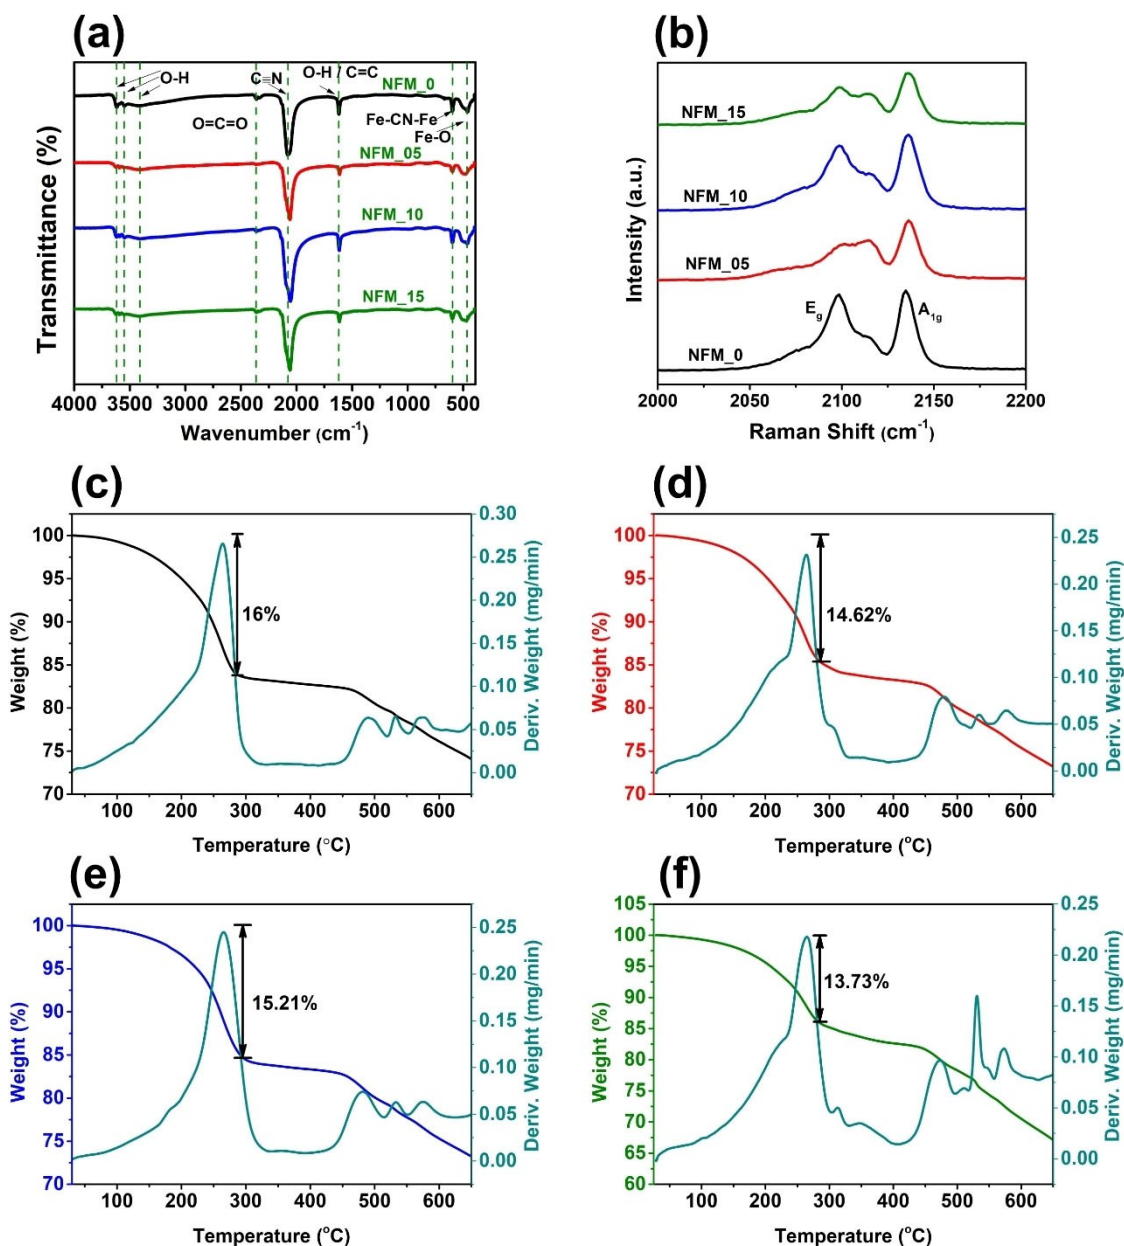 (a)
O-H
C≡N
O-H / C=C
NFM_0
O=C=O
Fe-CN-Fe
Fe-O
NFM_05
NFM_10
NFM_15
Transmittance (%)
4000 3500 3000 2500 2000 1500 1000 500
Wavenumber (cm⁻¹)
(b)
NFM_15
NFM_10
NFM_05
E_g
A_1g
NFM_0
Intensity (a.u.)
2000 2050 2100 2150 2200
Raman Shift (cm⁻¹)
(c)
100
95
90
85
80
75
70
Weight (%)
16%
0.30
0.25
0.20
0.15
0.10
0.05
0.00
Deriv. Weight (mg/min)
100 200 300 400 500 600
Temperature (°C)
(d)
100
95
90
85
80
75
70
Weight (%)
14.62%
0.25
0.20
0.15
0.10
0.05
0.00
Deriv. Weight (mg/min)
100 200 300 400 500 600
Temperature (°C)
(e)
100
95
90
85
80
75
70
Weight (%)
15.21%
0.25
0.20
0.15
0.10
0.05
0.00
Deriv. Weight (mg/min)
100 200 300 400 500 600
Temperature (°C)
(f)
105
100
95
90
85
80
75
70
65
60
Weight (%)
13.73%
0.25
0.20
0.15
0.10
0.05
0.00
Deriv. Weight (mg/min)
100 200 300 400 500 600
Temperature (°C)